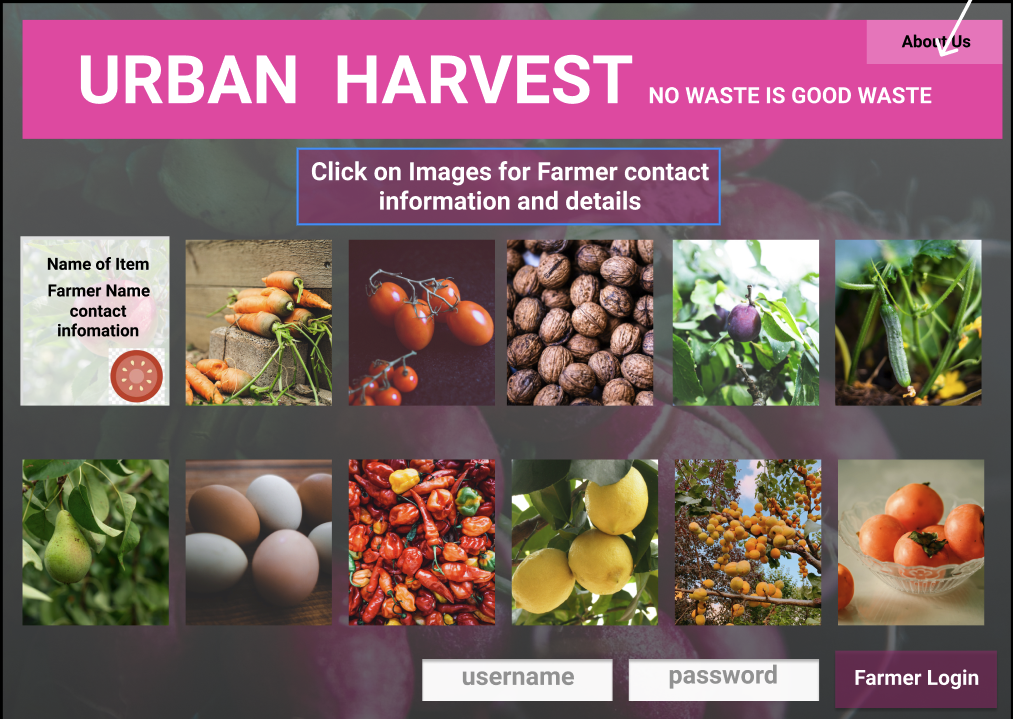 About Us
URBAN HARVEST NO WASTE IS GOOD WASTE
Click on Images for Farmer contact
information and details
Name of Item
Farmer Name
contact
infomation
username
password
Farmer Login